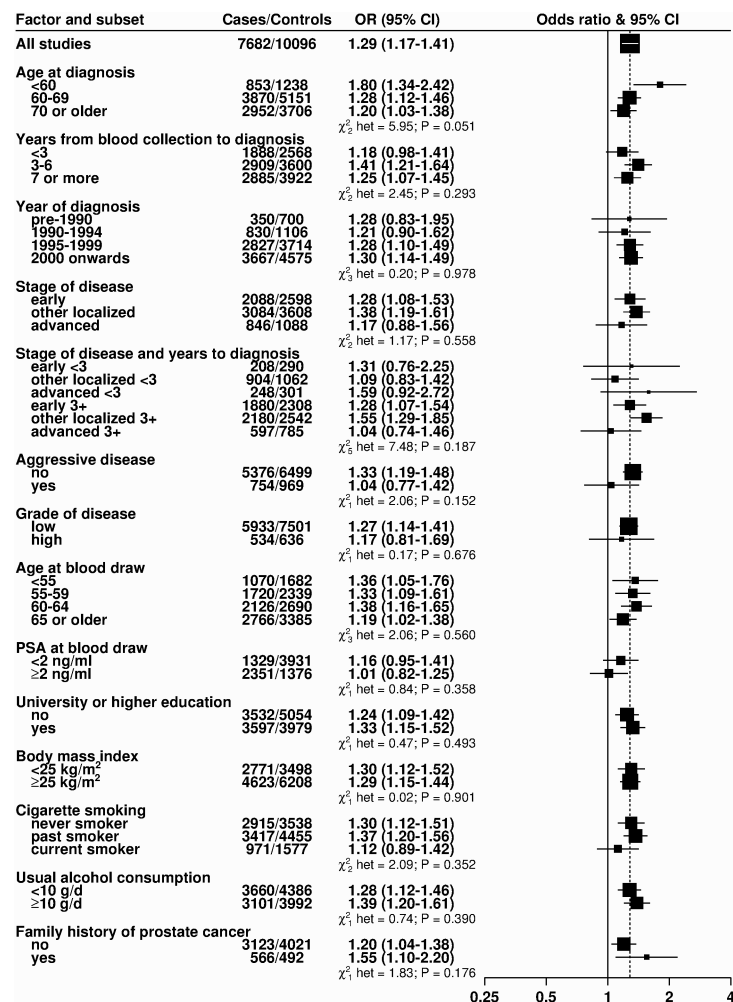 Factor and subset Cases/Controls OR (95% CI) Odds ratio & 95% CI
All studies 7682/10096 1.29 (1.17-1.41)
Age at diagnosis
<60 853/1238 1.80 (1.34-2.42)
60-69 3870/5151 1.28 (1.12-1.46)
70 or older 2952/3706 1.20 (1.03-1.38)
χ²₂ het = 5.95; P = 0.051
Years from blood collection to diagnosis
<3 1888/2568 1.18 (0.98-1.41)
3-6 2909/3600 1.41 (1.21-1.64)
7 or more 2885/3922 1.25 (1.07-1.45)
χ²₂ het = 2.45; P = 0.293
Year of diagnosis
pre-1990 350/700 1.28 (0.83-1.95)
1990-1994 830/1106 1.21 (0.90-1.62)
1995-1999 2827/3714 1.28 (1.10-1.49)
2000 onwards 3667/4575 1.30 (1.14-1.49)
χ²₃ het = 0.20; P = 0.978
Stage of disease
early 2088/2598 1.28 (1.08-1.53)
other localized 3084/3608 1.38 (1.19-1.61)
advanced 846/1088 1.17 (0.88-1.56)
χ²₂ het = 1.17; P = 0.558
Stage of disease and years to diagnosis
early <3 208/290 1.31 (0.76-2.25)
other localized <3 904/1062 1.09 (0.83-1.42)
advanced <3 248/301 1.59 (0.92-2.72)
early 3+ 1880/2308 1.28 (1.07-1.54)
other localized 3+ 2180/2542 1.55 (1.29-1.85)
advanced 3+ 597/785 1.04 (0.74-1.46)
χ²₅ het = 7.48; P = 0.187
Aggressive disease
no 5376/6499 1.33 (1.19-1.48)
yes 754/969 1.04 (0.77-1.42)
χ²₁ het = 2.06; P = 0.152
Grade of disease
low 5933/7501 1.27 (1.14-1.41)
high 534/636 1.17 (0.81-1.69)
χ²₁ het = 0.17; P = 0.676
Age at blood draw
<55 1070/1682 1.36 (1.05-1.76)
55-59 1720/2339 1.33 (1.09-1.61)
60-64 2126/2690 1.38 (1.16-1.65)
65 or older 2766/3385 1.19 (1.02-1.38)
χ²₃ het = 2.06; P = 0.560
PSA at blood draw
<2 ng/ml 1329/3931 1.16 (0.95-1.41)
≥2 ng/ml 2351/1376 1.01 (0.82-1.25)
χ²₁ het = 0.84; P = 0.358
University or higher education
no 3532/5054 1.24 (1.09-1.42)
yes 3597/3979 1.33 (1.15-1.52)
χ²₁ het = 0.47; P = 0.493
Body mass index
<25 kg/m² 2771/3498 1.30 (1.12-1.52)
≥25 kg/m² 4623/6208 1.29 (1.15-1.44)
χ²₁ het = 0.02; P = 0.901
Cigarette smoking
never smoker 2915/3538 1.30 (1.12-1.51)
past smoker 3417/4455 1.37 (1.20-1.56)
current smoker 971/1577 1.12 (0.89-1.42)
χ²₂ het = 2.09; P = 0.352
Usual alcohol consumption
<10 g/d 3660/4386 1.28 (1.12-1.46)
≥10 g/d 3101/3992 1.39 (1.20-1.61)
χ²₁ het = 0.74; P = 0.390
Family history of prostate cancer
no 3123/4021 1.20 (1.04-1.38)
yes 566/492 1.55 (1.10-2.20)
χ²₁ het = 1.83; P = 0.176
0.25 0.5 1 2 4